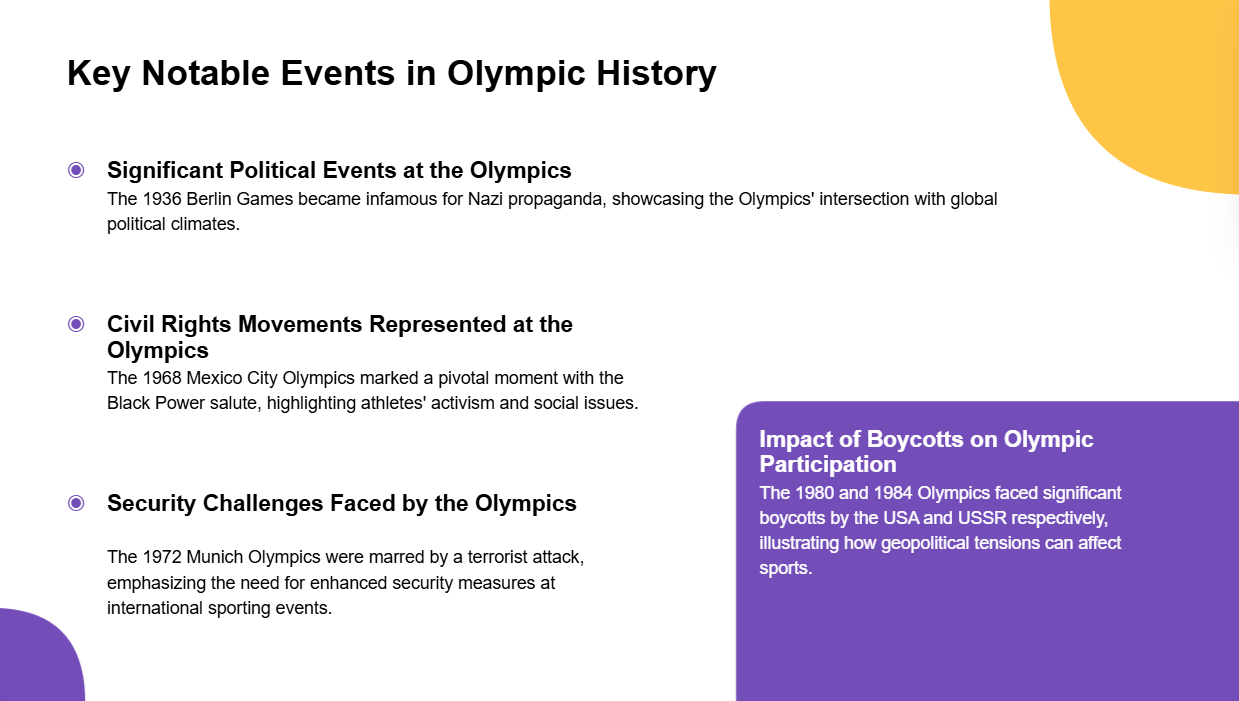 Key Notable Events in Olympic History
Significant Political Events at the Olympics
The 1936 Berlin Games became infamous for Nazi propaganda, showcasing the Olympics' intersection with global
political climates.
Civil Rights Movements Represented at the
Olympics
The 1968 Mexico City Olympics marked a pivotal moment with the
Black Power salute, highlighting athletes' activism and social issues.
Security Challenges Faced by the Olympics
The 1972 Munich Olympics were marred by a terrorist attack,
emphasizing the need for enhanced security measures at
international sporting events.
Impact of Boycotts on Olympic
Participation
The 1980 and 1984 Olympics faced significant
boycotts by the USA and USSR respectively,
illustrating how geopolitical tensions can affect
sports.